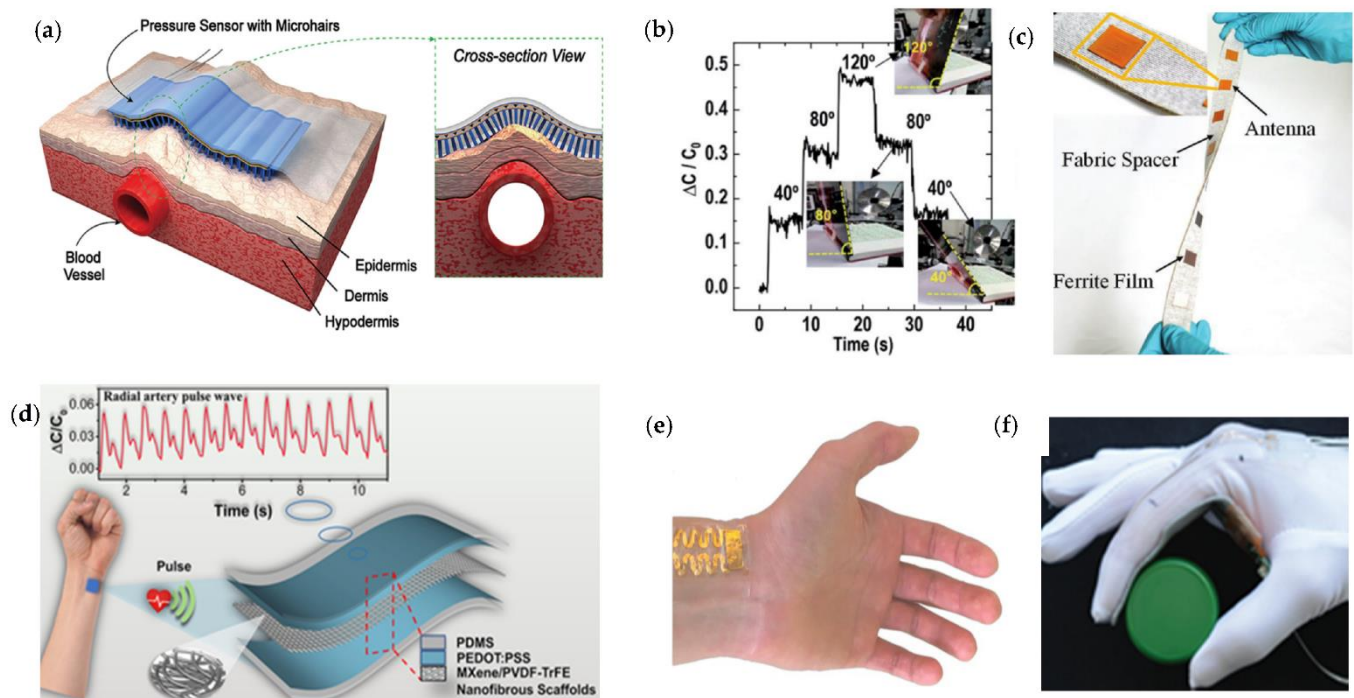 (a)
Pressure Sensor with Microhairs
Cross-section View
Blood
Vessel
Epidermis
Dermis
Hypodermis
(b)
ΔC / C0
0.5
0.4
0.3
0.2
0.1
0.0
0
10
20
30
40
Time (s)
40°
80°
120°
80°
40°
120°
80°
40°
(c)
Antenna
Fabric Spacer
Ferrite Film
(d)
Radial artery pulse wave
ΔC/C0
0.06
0.03
0.00
2
4
6
8
10
Time (s)
Pulse
PDMS
PEDOT:PSS
MXene/PVDF-TrFE
Nanofibrous Scaffolds
(e)
(f)